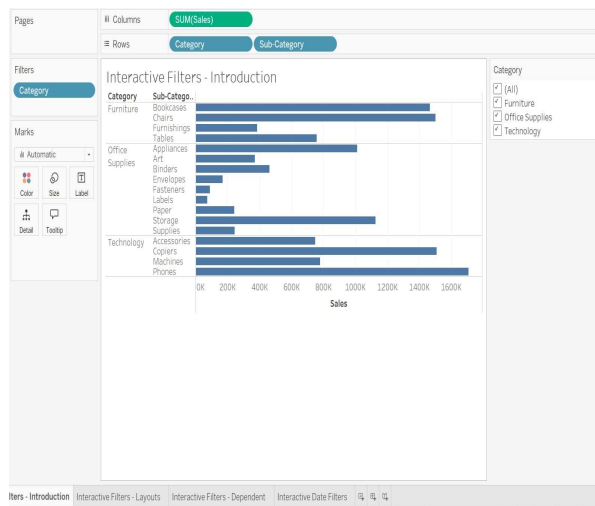 Pages
Columns
SUM(Sales)
Rows
Category
Sub-Category
Filters
Category
Marks
Automatic
Color
Size
Label
Detail
Tooltip
Interactive Filters - Introduction
Category
Sub-Catego..
Furniture
Bookcases
Chairs
Furnishings
Tables
Office
Supplies
Appliances
Art
Binders
Envelopes
Fasteners
Labels
Paper
Storage
Supplies
Technology
Accessories
Copiers
Machines
Phones
0K 200K 400K 600K 800K 1000K 1200K 1400K 1600K
Sales
Category
(All)
Furniture
Office Supplies
Technology
lters - Introduction
Interactive Filters - Layouts
Interactive Filters - Dependent
Interactive Date Filters